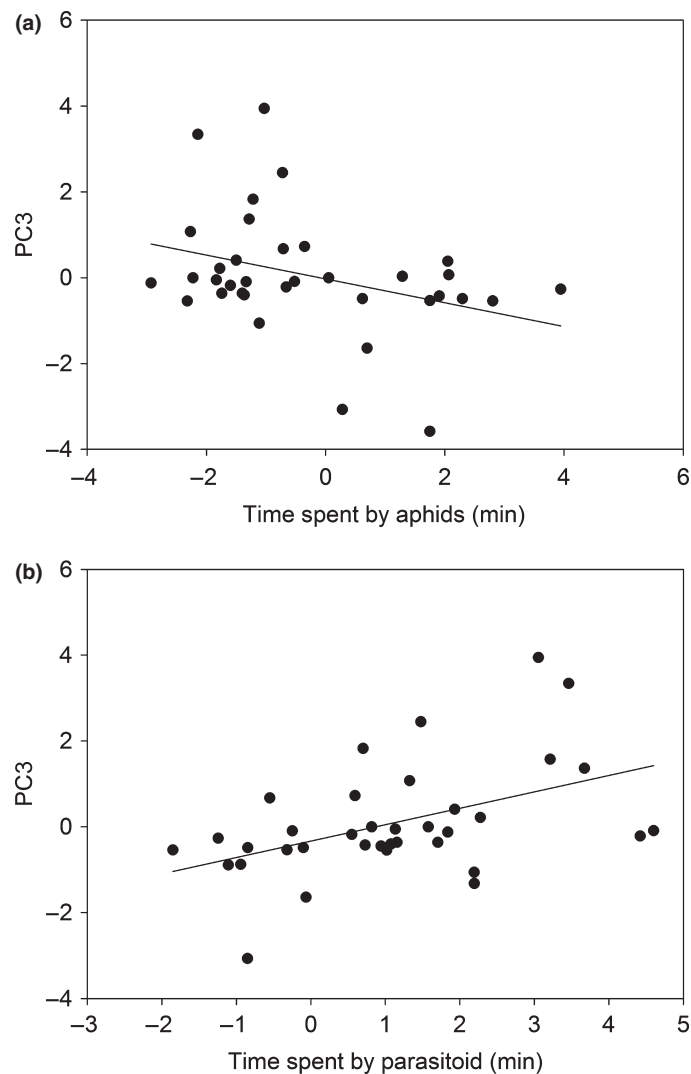 (a)
6
4
2
0
–2
–4
PC3
–4 –2 0 2 4 6
Time spent by aphids (min)
(b)
6
4
2
0
–2
–4
PC3
–3 –2 –1 0 1 2 3 4 5
Time spent by parasitoid (min)